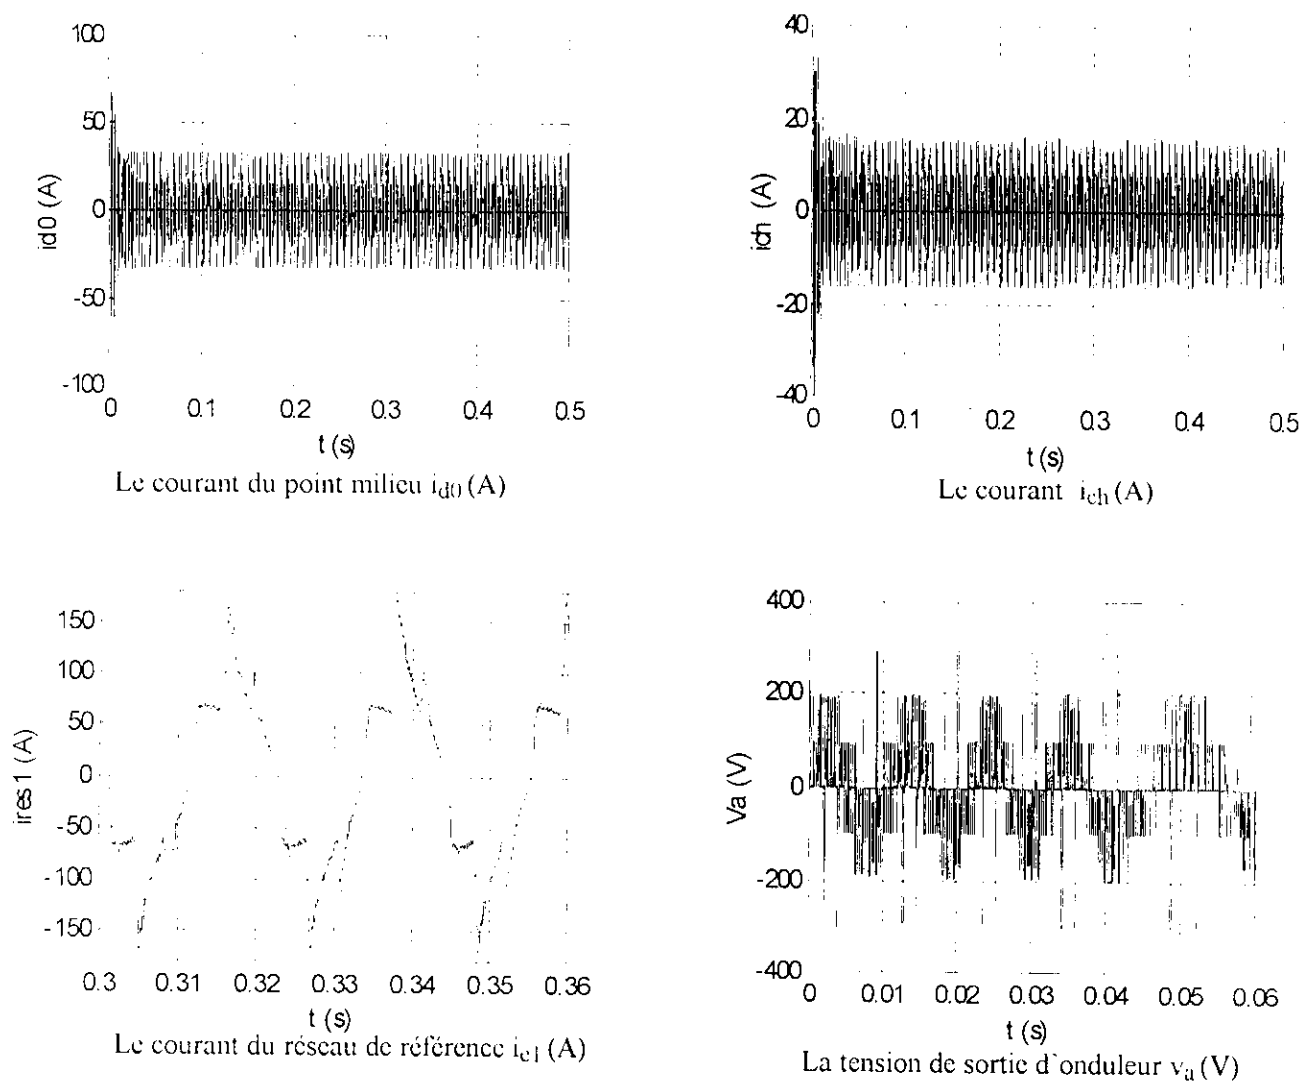 100
50
0
-50
-100
id0 (A)
0 0.1 0.2 0.3 0.4 0.5
t (s)
Le courant du point milieu id0 (A)
40
20
0
-20
-40
ich (A)
0 0.1 0.2 0.3 0.4 0.5
t (s)
Le courant ich (A)
150
100
50
0
-50
-100
-150
ires1 (A)
0.3 0.31 0.32 0.33 0.34 0.35 0.36
t (s)
Le courant du réseau de référence ie1 (A)
400
200
0
-200
-400
Va (V)
0 0.01 0.02 0.03 0.04 0.05 0.06
t (s)
La tension de sortie d`onduleur va (V)